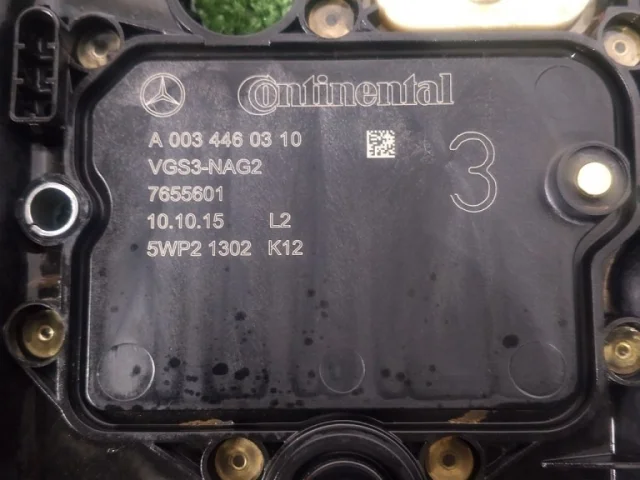 Continental
A 003 446 03 10
VGS3-NAG2
7655601
10.10.15 L2
5WP2 1302 K12
3